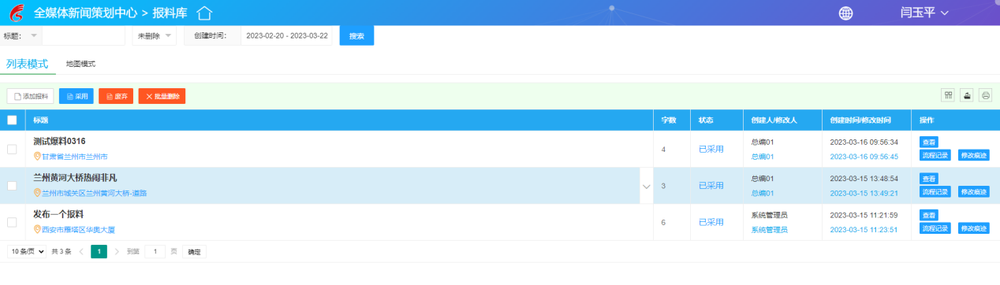 全媒体新闻策划中心 > 报料库 闫玉平
标题: 未删除 创建时间: 2023-02-20 - 2023-03-22 搜索
列表模式 地图模式
添加报料 采用 废弃 批量删除
标题 字数 状态 创建人/修改人 创建时间/修改时间 操作
测试爆料0316 4 已采用 总编01 2023-03-16 09:56:34 查看
甘肃省兰州市兰州市 总编01 2023-03-16 09:56:45 流程记录 修改痕迹
兰州黄河大桥热闹非凡 3 已采用 总编01 2023-03-15 13:48:54 查看
兰州市城关区兰州黄河大桥-道路 总编01 2023-03-15 13:49:21 流程记录 修改痕迹
发布一个报料 6 已采用 系统管理员 2023-03-15 11:21:59 查看
西安市雁塔区华奥大厦 系统管理员 2023-03-15 11:23:51 流程记录 修改痕迹
10 条/页 共 3 条 1 到第 1 页 确定